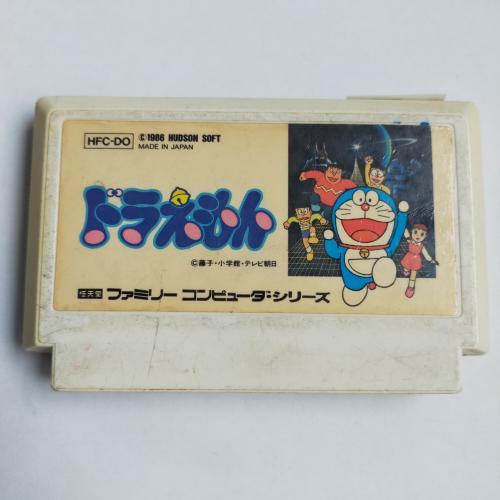 HFC-DO
©1986 HUDSON SOFT
MADE IN JAPAN
ドラえもん
©藤子・小学館・テレビ朝日
任天堂 ファミリー コンピュータ・シリーズ